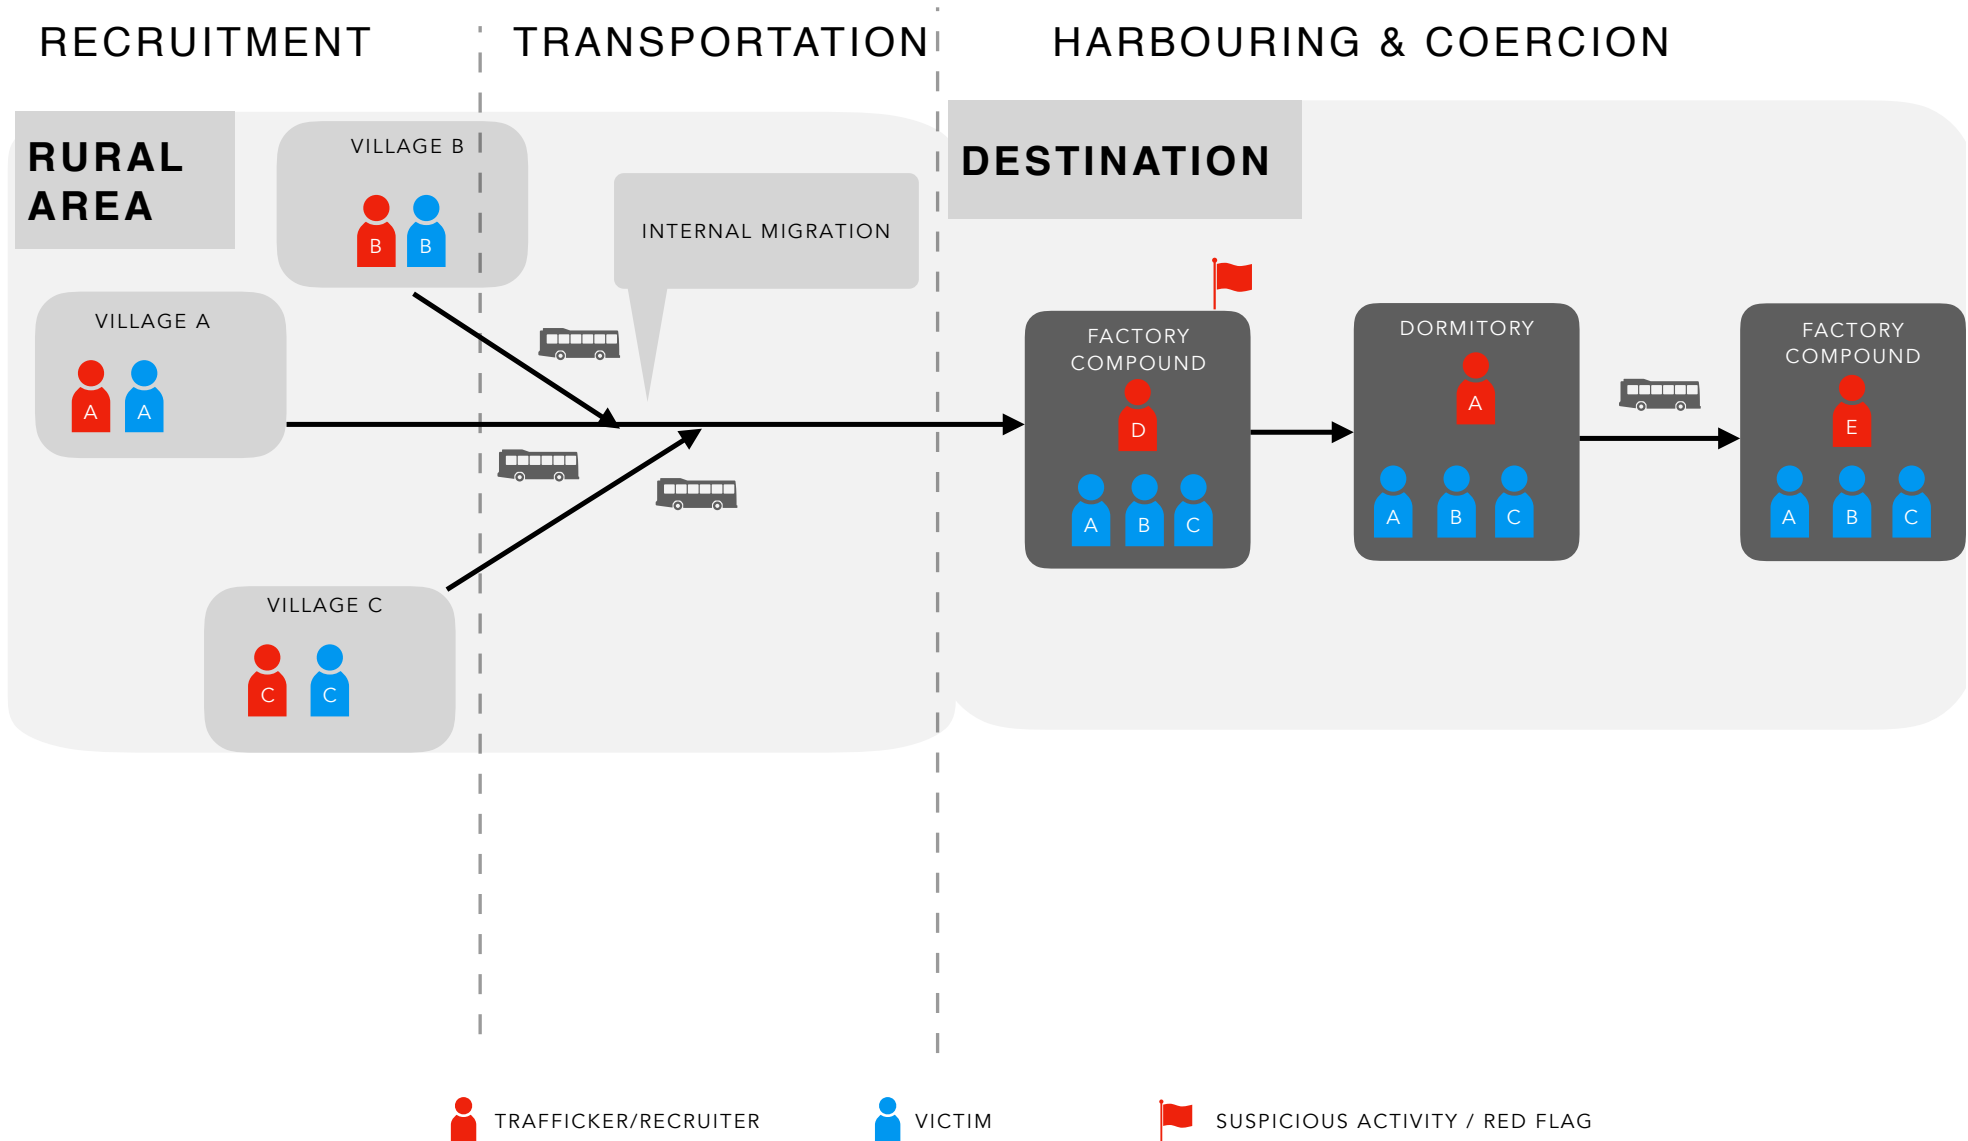 RECRUITMENT
TRANSPORTATION
HARBOURING & COERCION
RURAL
AREA
VILLAGE B
B
B
VILLAGE A
A
A
VILLAGE C
C
C
INTERNAL MIGRATION
DESTINATION
FACTORY
COMPOUND
D
A B C
DORMITORY
A
A B C
FACTORY
COMPOUND
E
A B C
TRAFFICKER/RECRUITER
VICTIM
SUSPICIOUS ACTIVITY / RED FLAG